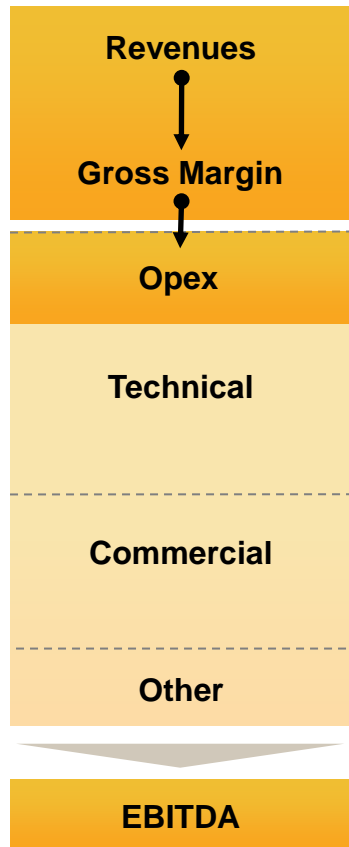 Revenues
Gross Margin
Opex
Technical
Commercial
Other
EBITDA